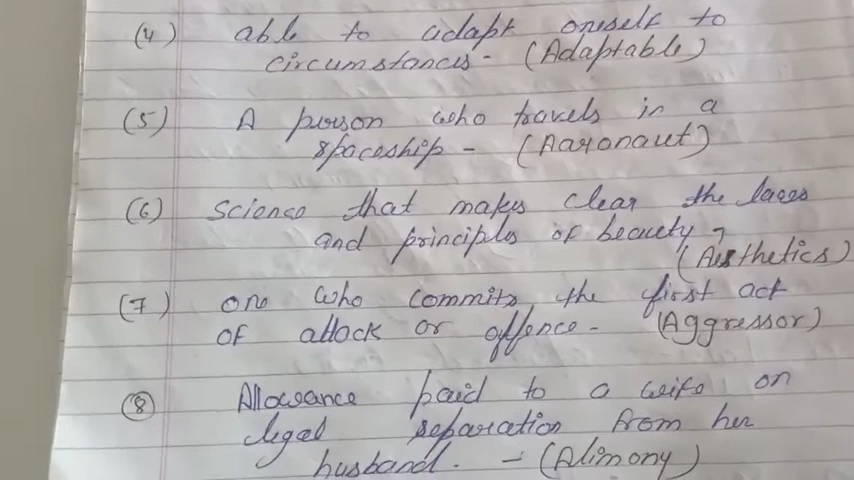 (4) able to adapt oneself to
circumstances - (Adaptable)
(5) A person who travels in a
spaceship - (Aaronaut)
(6) Science that makes clear the laws
and principles of beauty -
(Aesthetics)
(7) one who commits the first act
of attack or offence - (Aggressor)
(8) Allowance paid to a wife on
legal separation from her
husband. - (Alimony)